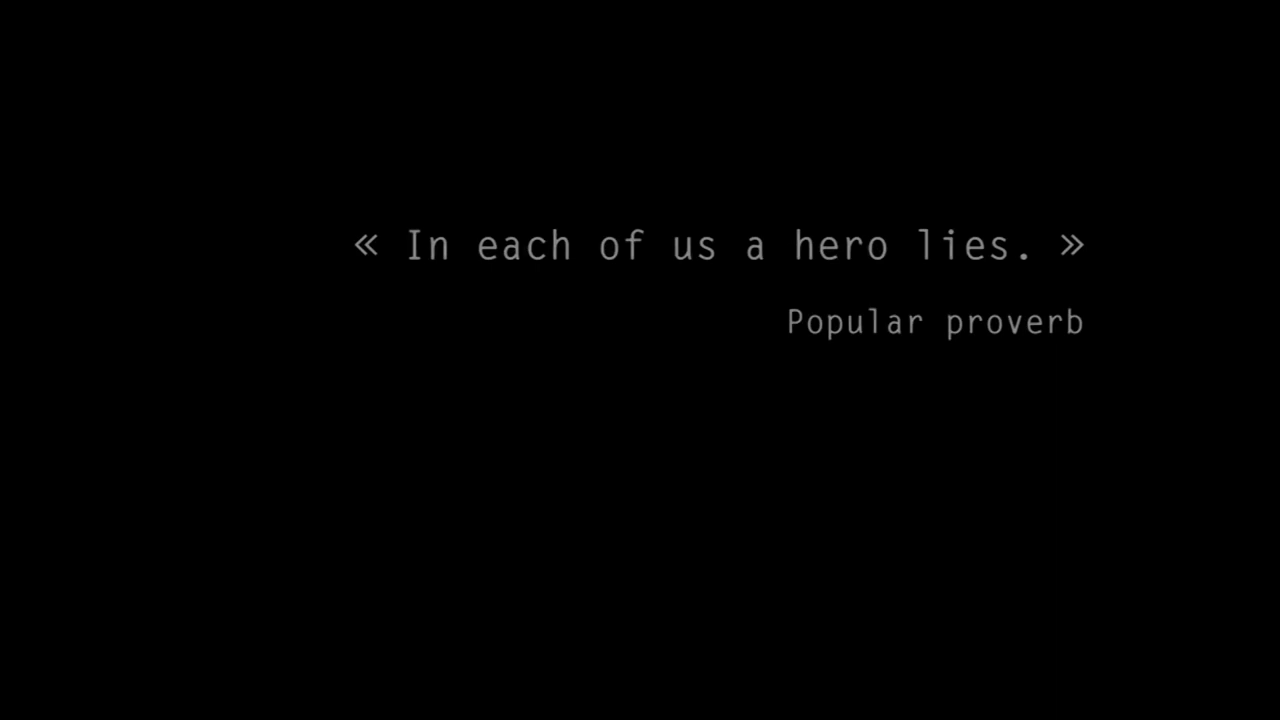 « In each of us a hero lies. »
Popular proverb